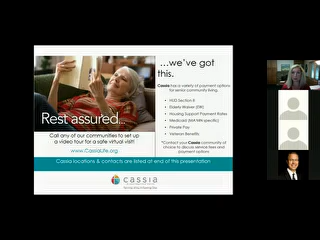 ...we've got
this.
Cassia has a variety of payment options
for senior community living.
• HUD Section 8
• Elderly Waiver (EW)
• Housing Support Payment Rates
• Medicaid (MA MN specific)
• Private Pay
• Veteran Benefits
*Contact your Cassia community of
choice to discuss service fees and
payment options
Rest assured...
Call any of our communities to set up
a video tour for a safe virtual visit!
www.CassiaLife.org
Cassia locations & contacts are listed at end of this presentation
cassia